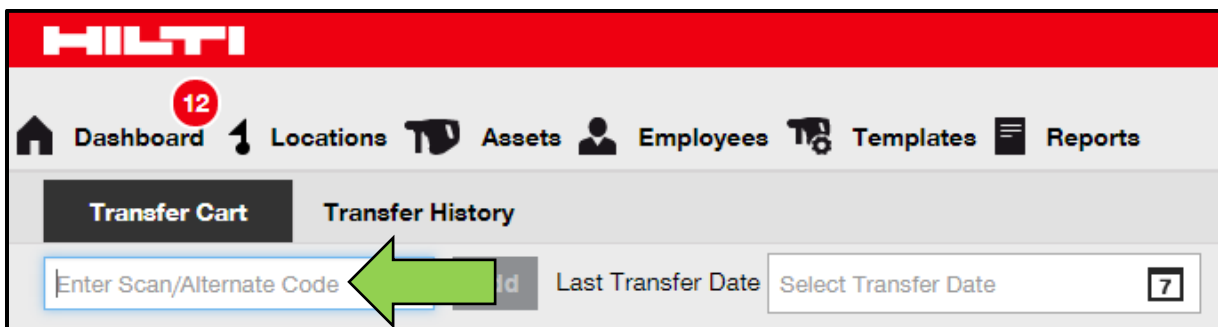 HILTI
12
Dashboard Locations Assets Employees Templates Reports
Transfer Cart Transfer History
Enter Scan/Alternate Code Last Transfer Date Select Transfer Date 7